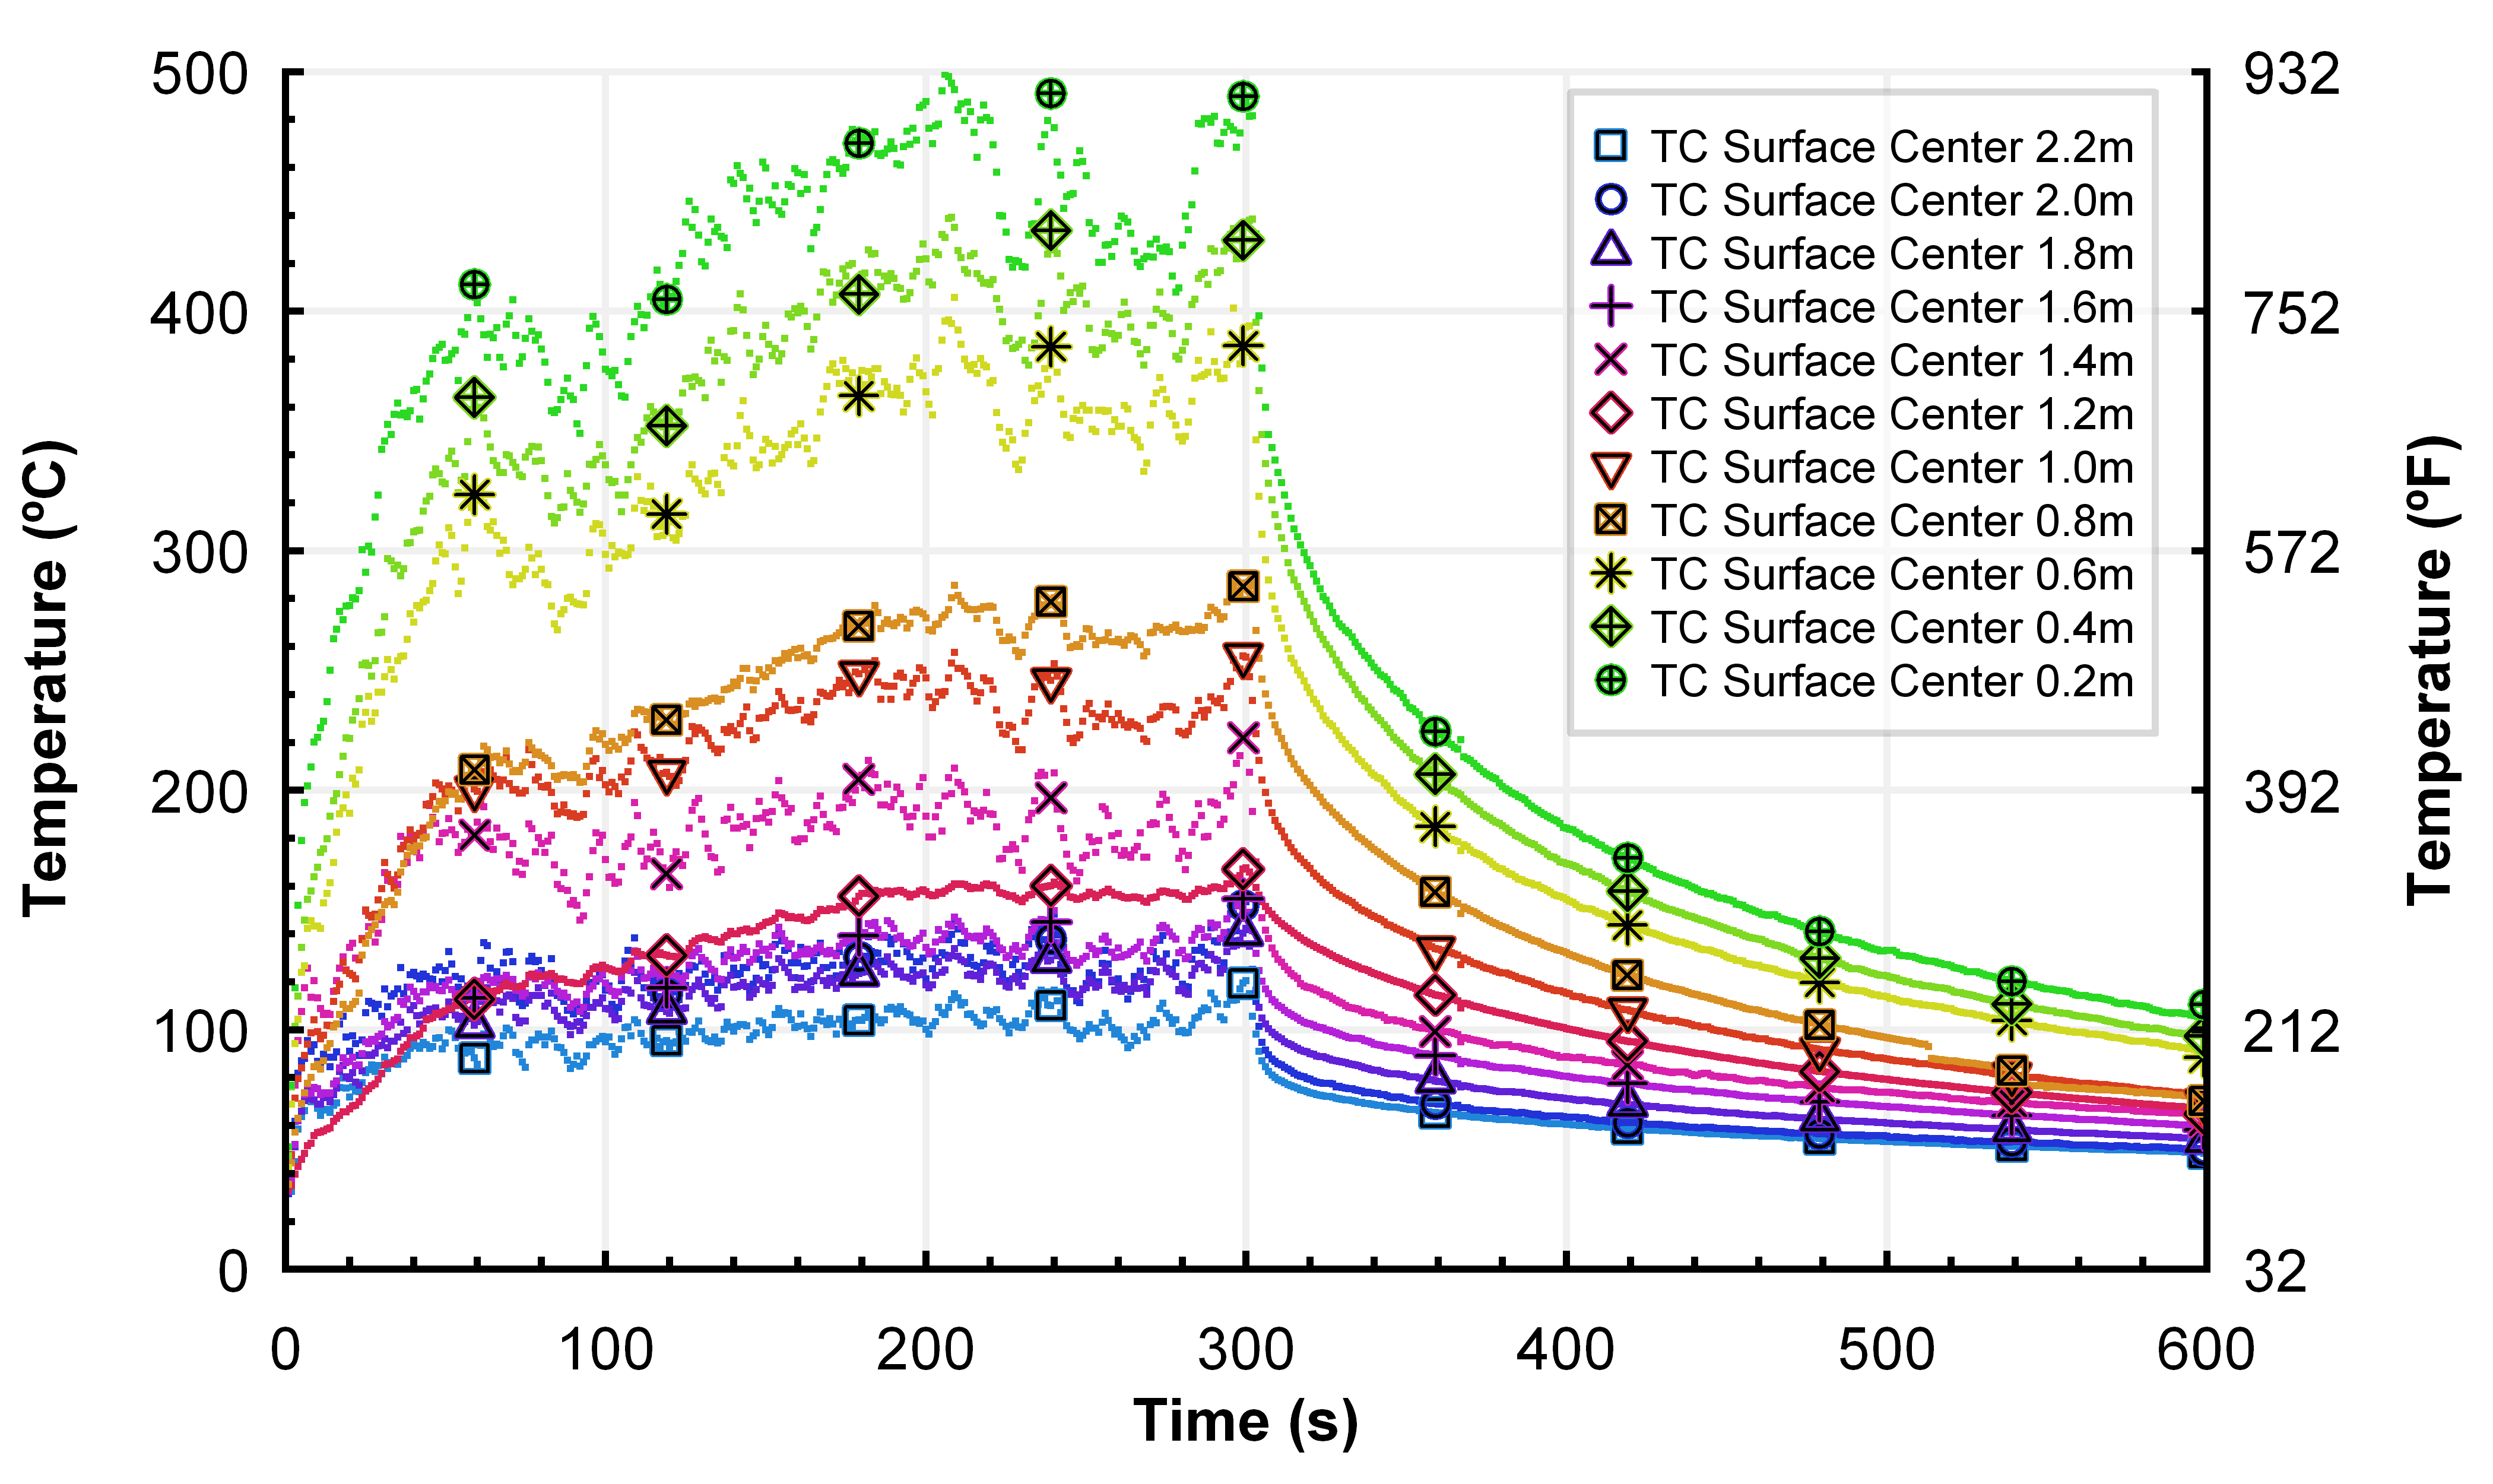 500
400
300
200
100
0
Temperature (ºC)
932
752
572
392
212
32
Temperature (ºF)
TC Surface Center 2.2m
TC Surface Center 2.0m
TC Surface Center 1.8m
TC Surface Center 1.6m
TC Surface Center 1.4m
TC Surface Center 1.2m
TC Surface Center 1.0m
TC Surface Center 0.8m
TC Surface Center 0.6m
TC Surface Center 0.4m
TC Surface Center 0.2m
0 100 200 300 400 500 600
Time (s)